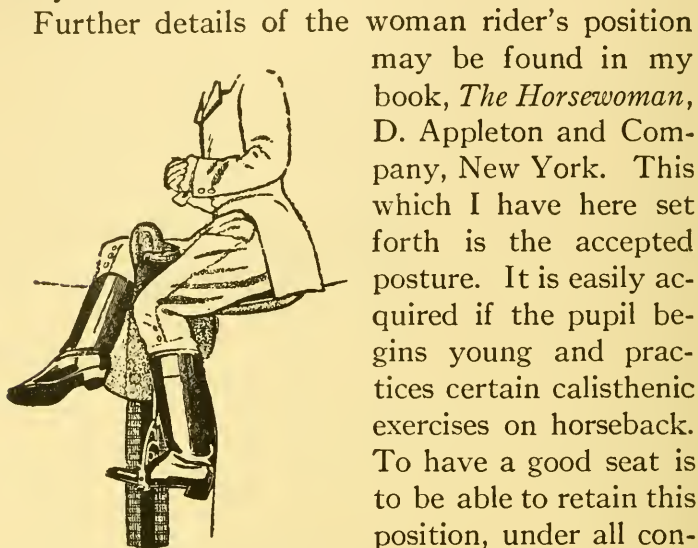 Further details of the woman rider's position
may be found in my
book, The Horsewoman,
D. Appleton and Com-
pany, New York. This
which I have here set
forth is the accepted
posture. It is easily ac-
quired if the pupil be-
gins young and prac-
tices certain calisthenic
exercises on horseback.
To have a good seat is
to be able to retain this
position, under all con-